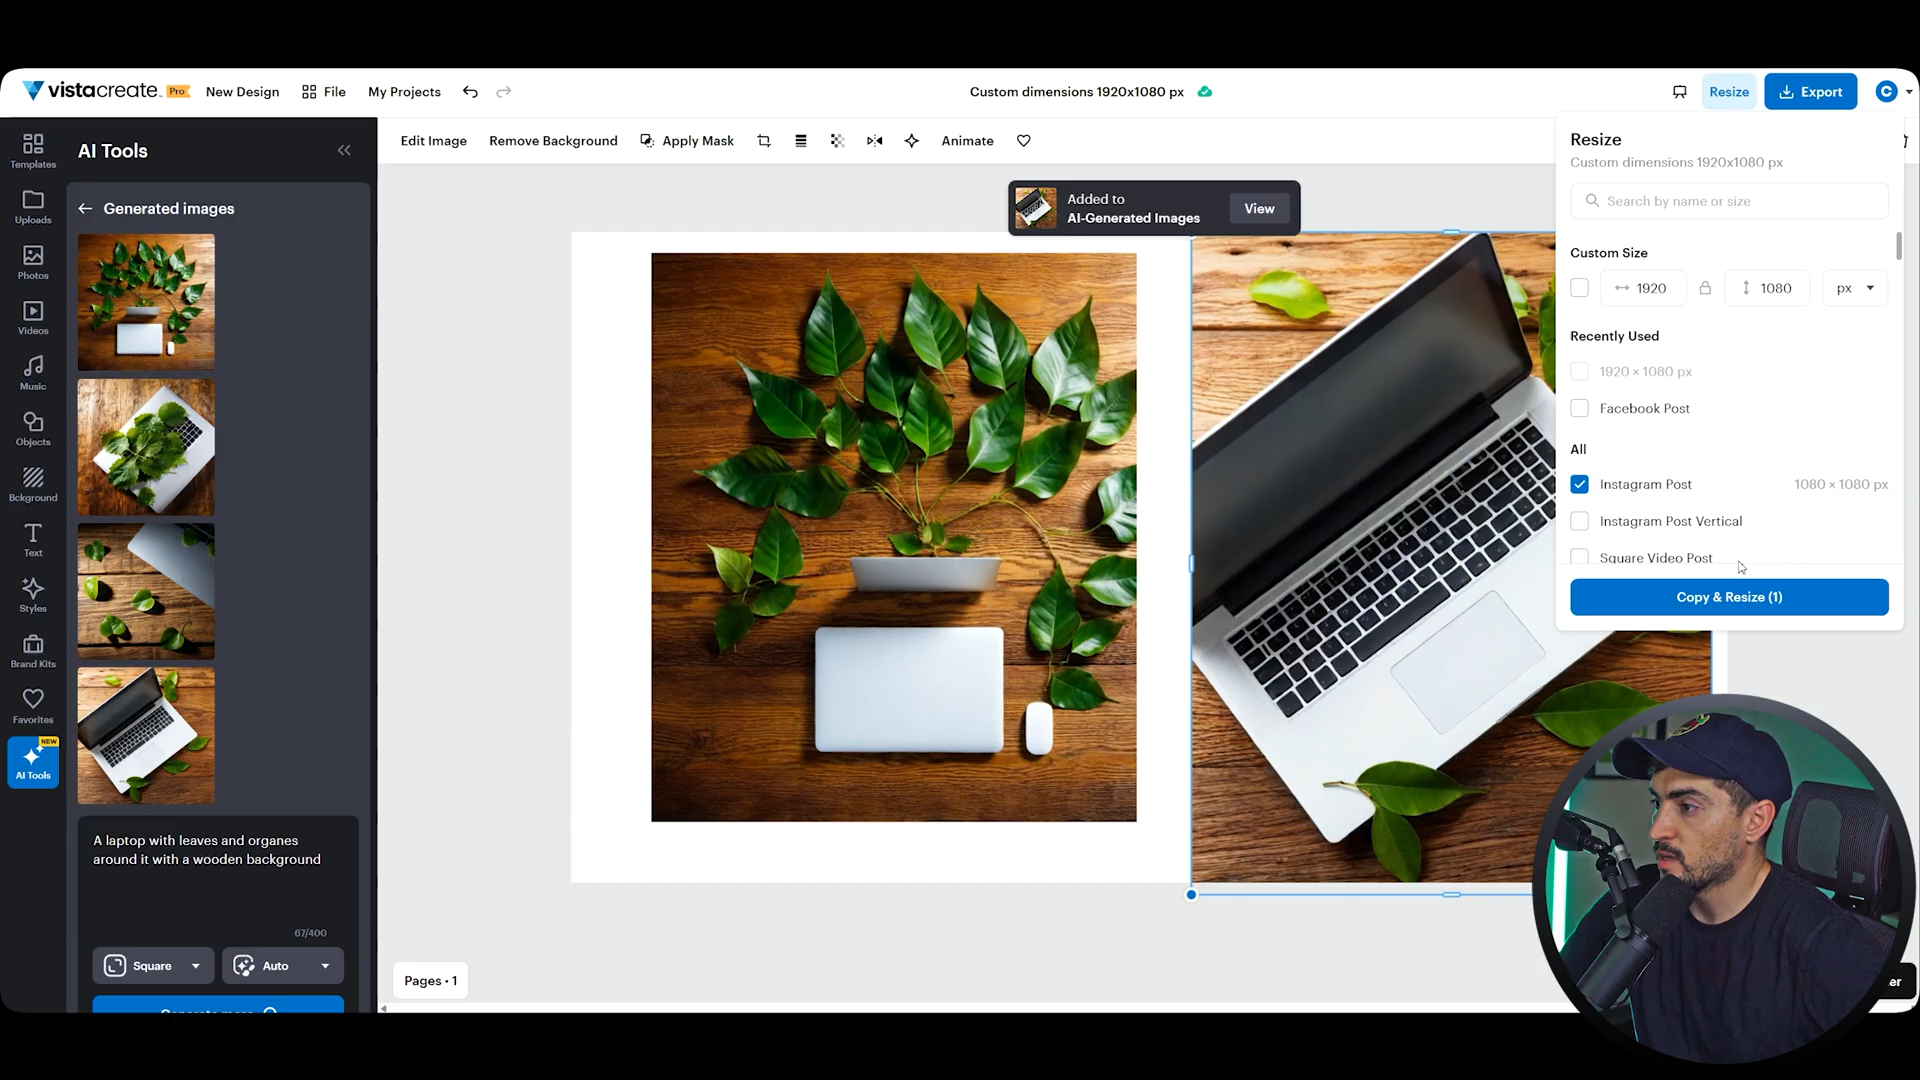 vistacreate Pro New Design File My Projects
Custom dimensions 1920x1080 px
Resize Export C
Templates
Uploads
Photos
Videos
Music
Objects
Bckground
Text
Styles
Brand Kits
Favorites
NEW
AI Tools
AI Tools
Generated images
A laptop with leaves and organes
around it with a wooden background
67/400
Square Auto
Edit Image Remove Background Apply Mask Animate
Added to
AI-Generated Images
View
Pages • 1
Resize
Custom dimensions 1920x1080 px
Search by name or size
Custom Size
1920 1080 px
Recently Used
1920 × 1080 px
Facebook Post
All
Instagram Post 1080 × 1080 px
Instagram Post Vertical
Square Video Post
Copy & Resize (1)